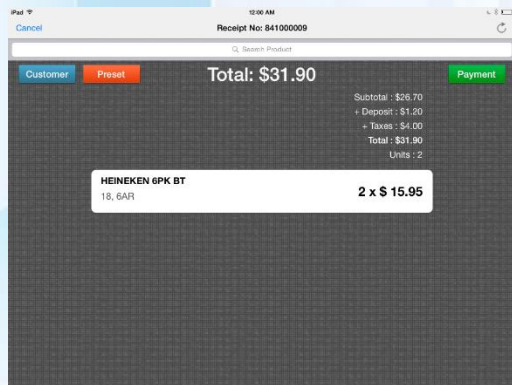 iPad 12:00 AM
Cancel Receipt No: 841000009
Search Product
Customer Preset Total: $31.90 Payment
Subtotal : $26.70
+ Deposit : $1.20
+ Taxes : $4.00
Total : $31.90
Units : 2
HEINEKEN 6PK BT
18, 6AR
2 x $ 15.95